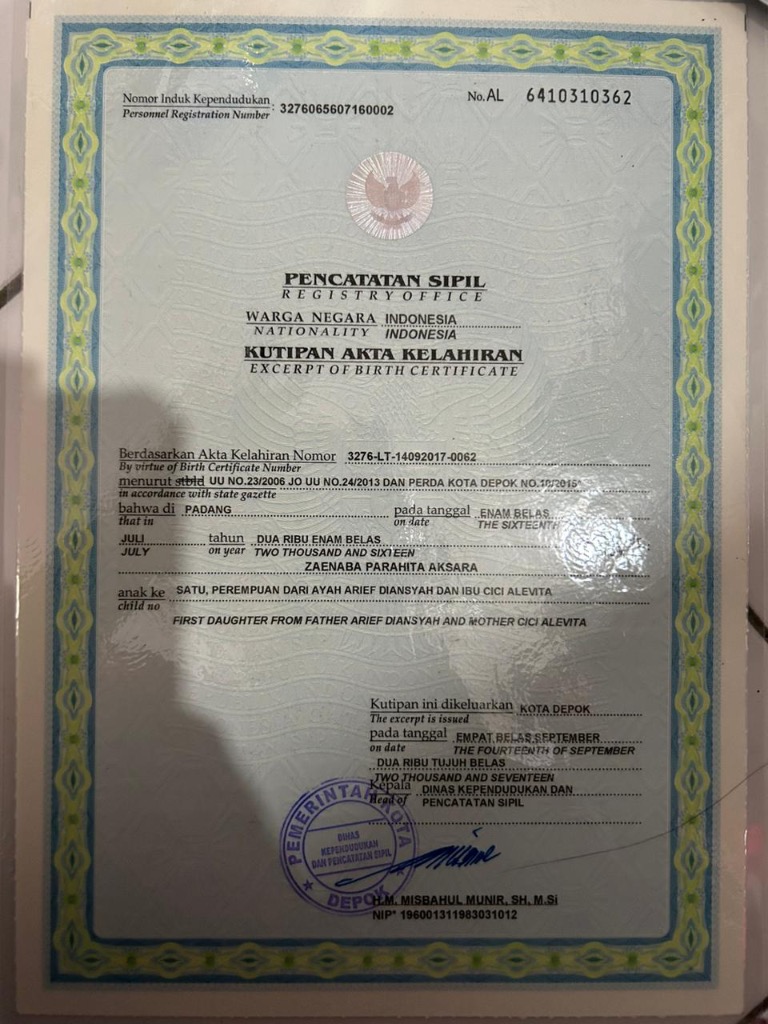 Nomor Induk Kependudukan : 3276065607160002
Personnel Registration Number
No. AL 6410310362
PENCATATAN SIPIL
REGISTRY OFFICE
WARGA NEGARA INDONESIA
NATIONALITY INDONESIA
KUTIPAN AKTA KELAHIRAN
EXCERPT OF BIRTH CERTIFICATE
Berdasarkan Akta Kelahiran Nomor 3276-LT-14092017-0062
By virtue of Birth Certificate Number
menurut stbld UU NO.23/2006 JO UU NO.24/2013 DAN PERDA KOTA DEPOK
in accordance with state gazette
bahwa di PADANG pada tanggal ENAM BELAS
that in on date THE SIXTEENTH
JULI tahun DUA RIBU ENAM BELAS
JULY on year TWO THOUSAND AND SIXTEEN
ZAENABA PARAHITA AKSARA
anak ke SATU, PEREMPUAN DARI AYAH ARIEF DIANSYAH DAN IBU CICI ALEVITA
child no
FIRST DAUGHTER FROM FATHER ARIEF DIANSYAH AND MOTHER CICI ALEVITA
Kutipan ini dikeluarkan KOTA DEPOK
The excerpt is issued
pada tanggal EMPAT BELAS SEPTEMBER
on date THE FOURTEENTH OF SEPTEMBER
DUA RIBU TUJUH BELAS
TWO THOUSAND AND SEVENTEEN
Kepala DINAS KEPENDUDUKAN DAN
Head of PENCATATAN SIPIL
PEMERINTAH KOTA
DINAS
KEPENDUDUKAN
DAN PENCATATAN SIPIL
DEPOK
H.M. MISBAHUL MUNIR, SH, M.Si
NIP* 196001311983031012